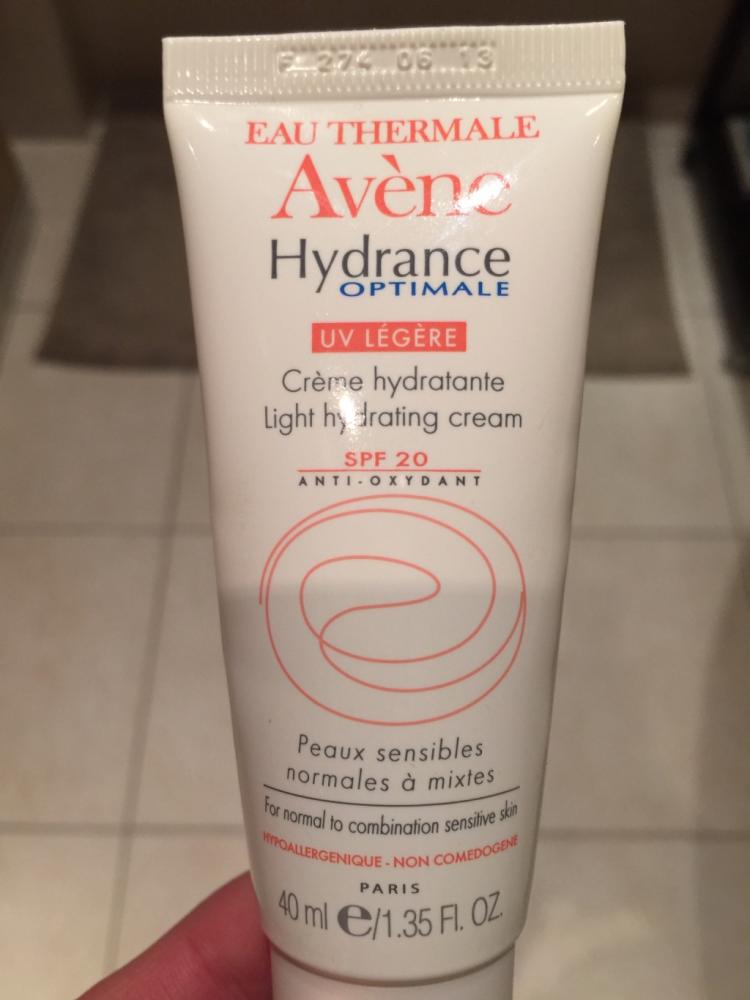 F 274 06 13
EAU THERMALE
Avène
Hydrance
OPTIMALE
UV LÉGÈRE
Crème hydratante
Light hydrating cream
SPF 20
ANTI-OXYDANT
Peaux sensibles
normales à mixtes
For normal to combination sensitive skin
HYPOALLERGENIQUE - NON COMEDOGENE
PARIS
40 ml e/1.35 Fl. OZ.